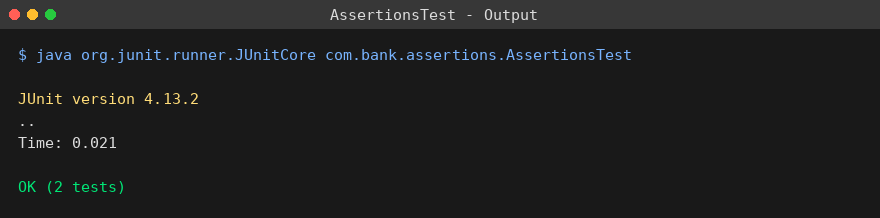 AssertionsTest - Output
$ java org.junit.runner.JUnitCore com.bank.assertions.AssertionsTest
JUnit version 4.13.2
..
Time: 0.021
OK (2 tests)